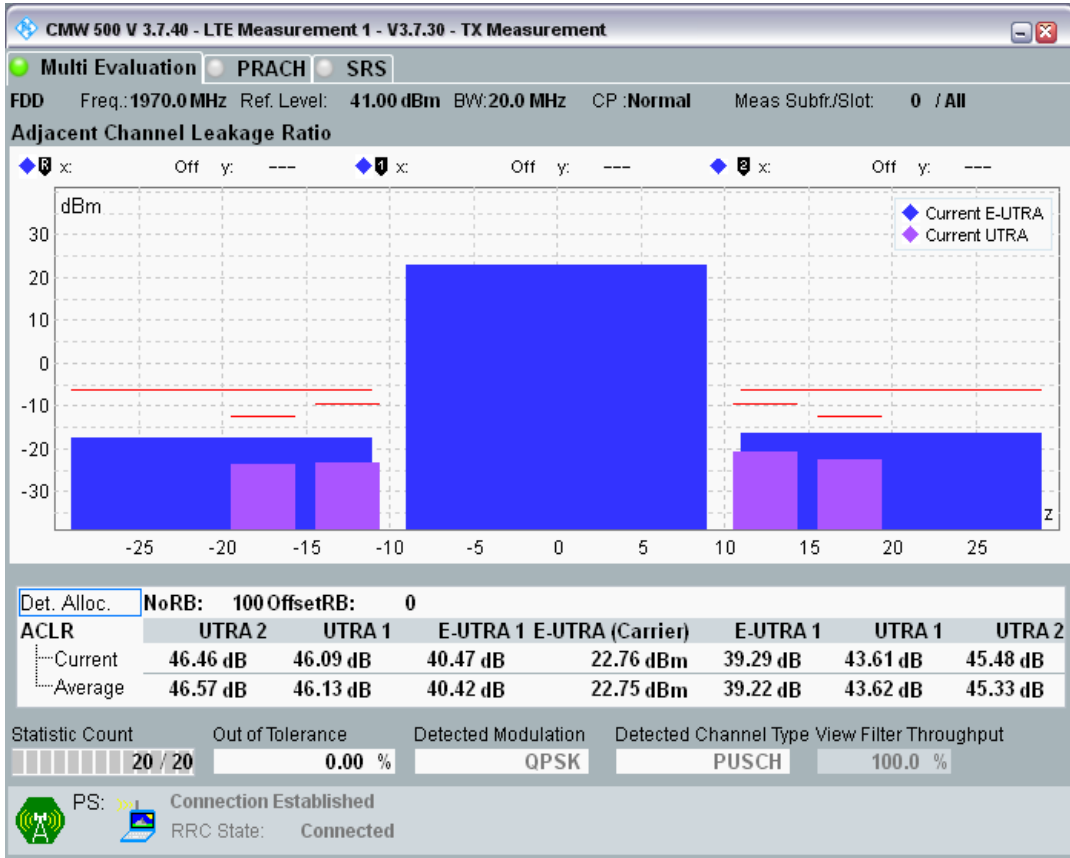 CMW 500 V 3.7.40 - LTE Measurement 1 - V3.7.30 - TX Measurement
Multi Evaluation PRACH SRS
FDD Freq.: 1970.0 MHz Ref. Level: 41.00 dBm BW: 20.0 MHz CP : Normal Meas Subfr./Slot: 0 / All
Adjacent Channel Leakage Ratio
R x: Off y: --- 1 x: Off y: --- 2 x: Off y: ---
dBm
Current E-UTRA
Current UTRA
30
20
10
0
-10
-20
-30
z
-25 -20 -15 -10 -5 0 5 10 15 20 25
Det. Alloc. NoRB: 100 OffsetRB: 0
ACLR UTRA 2 UTRA 1 E-UTRA 1 E-UTRA (Carrier) E-UTRA 1 UTRA 1 UTRA 2
Current 46.46 dB 46.09 dB 40.47 dB 22.76 dBm 39.29 dB 43.61 dB 45.48 dB
Average 46.57 dB 46.13 dB 40.42 dB 22.75 dBm 39.22 dB 43.62 dB 45.33 dB
Statistic Count Out of Tolerance Detected Modulation Detected Channel Type View Filter Throughput
20 / 20 0.00 % QPSK PUSCH 100.0 %
PS: Connection Established
RRC State: Connected